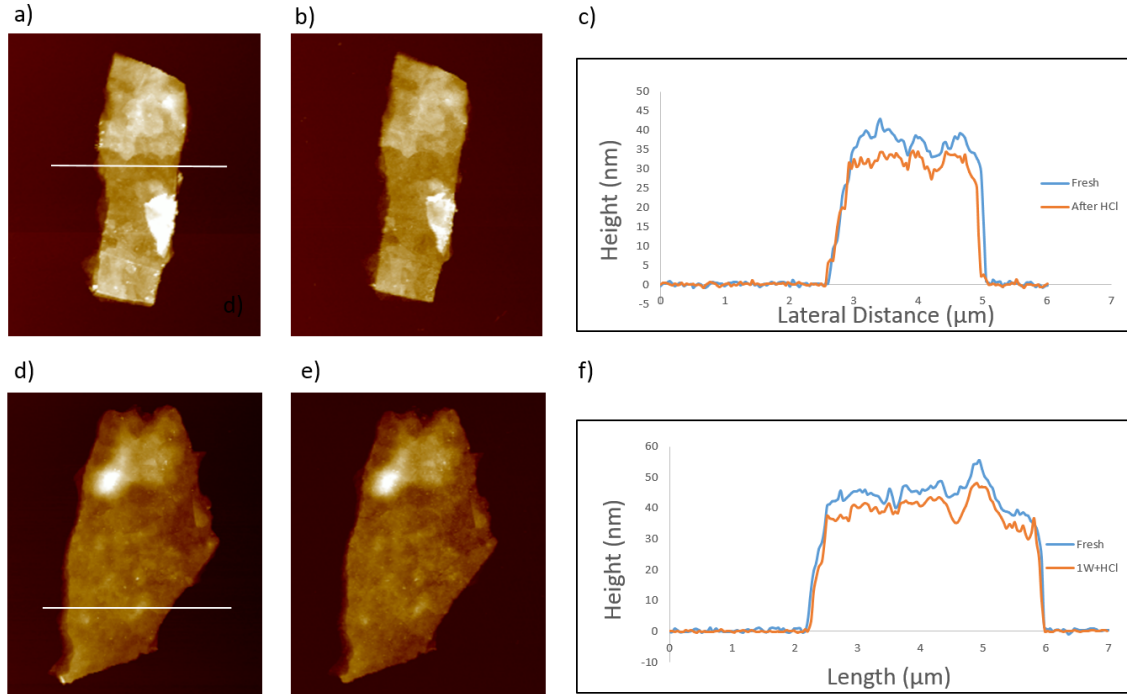 a)
b)
c)
50
45
40
35
30
25
20
15
10
5
0
-5
Height (nm)
0 1 2 3 4 5 6 7
Lateral Distance (µm)
Fresh
After HCl
d)
d)
e)
f)
60
50
40
30
20
10
0
-10
Height (nm)
0 1 2 3 4 5 6 7
Length (µm)
Fresh
1W+HCl